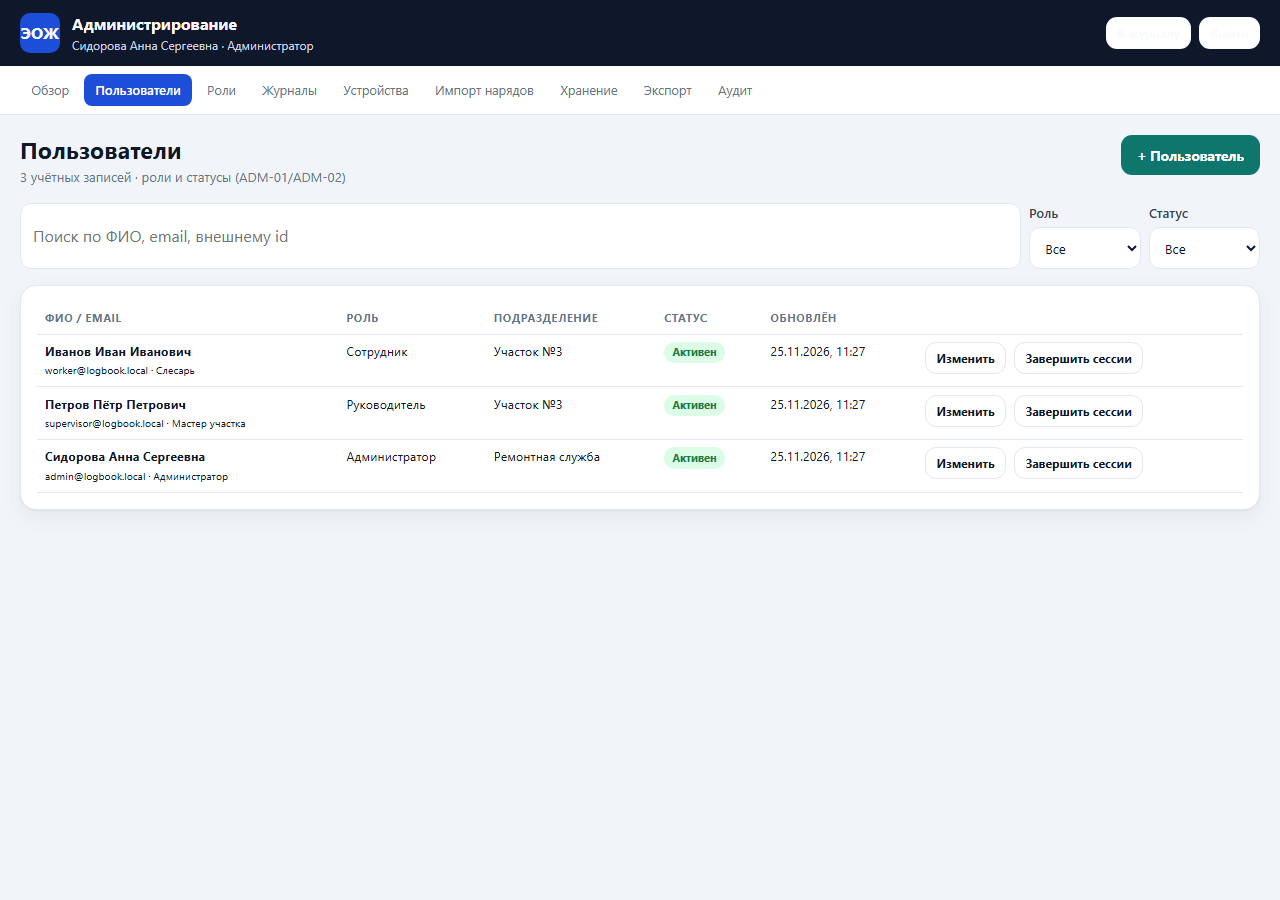 ЭОЖ
Администрирование
Сидорова Анна Сергеевна · Администратор
Обзор Пользователи Роли Журналы Устройства Импорт нарядов Хранение Экспорт Аудит
Пользователи
3 учётных записей · роли и статусы (ADM-01/ADM-02)
+ Пользователь
Роль Статус
Поиск по ФИО, email, внешнему id Все Все
ФИО / EMAIL РОЛЬ ПОДРАЗДЕЛЕНИЕ СТАТУС ОБНОВЛЁН
Иванов Иван Иванович Сотрудник Участок №3 Активен 25.11.2026, 11:27 Изменить Завершить сессии
worker@logbook.local · Слесарь
Петров Пётр Петрович Руководитель Участок №3 Активен 25.11.2026, 11:27 Изменить Завершить сессии
supervisor@logbook.local · Мастер участка
Сидорова Анна Сергеевна Администратор Ремонтная служба Активен 25.11.2026, 11:27 Изменить Завершить сессии
admin@logbook.local · Администратор